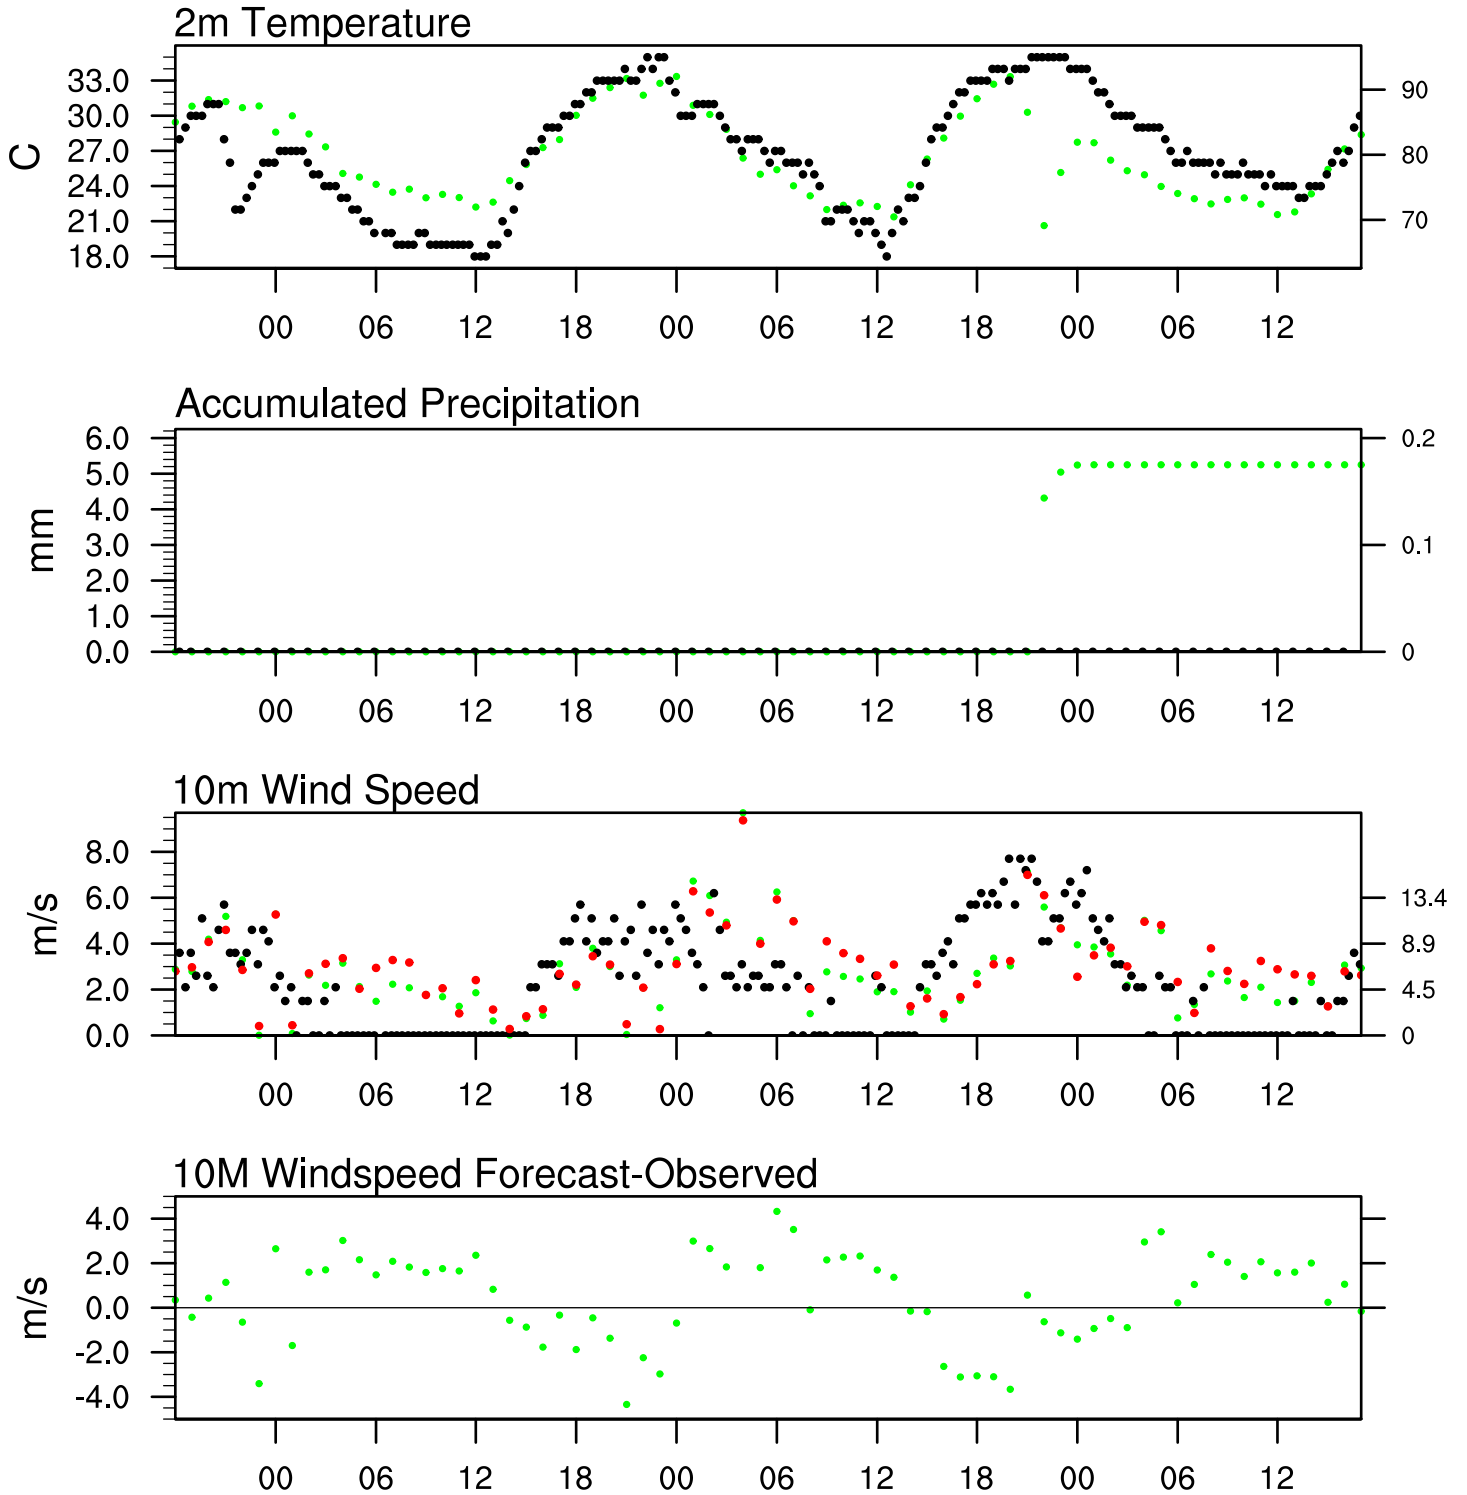 2m Temperature
33.0
30.0
27.0
24.0
21.0
18.0
C
90
80
70
00 06 12 18 00 06 12 18 00 06 12
Accumulated Precipitation
6.0
5.0
4.0
3.0
2.0
1.0
0.0
mm
0.2
0.1
0
00 06 12 18 00 06 12 18 00 06 12
10m Wind Speed
8.0
6.0
4.0
2.0
0.0
m/s
13.4
8.9
4.5
0
00 06 12 18 00 06 12 18 00 06 12
10M Windspeed Forecast-Observed
4.0
2.0
0.0
-2.0
-4.0
m/s
00 06 12 18 00 06 12 18 00 06 12